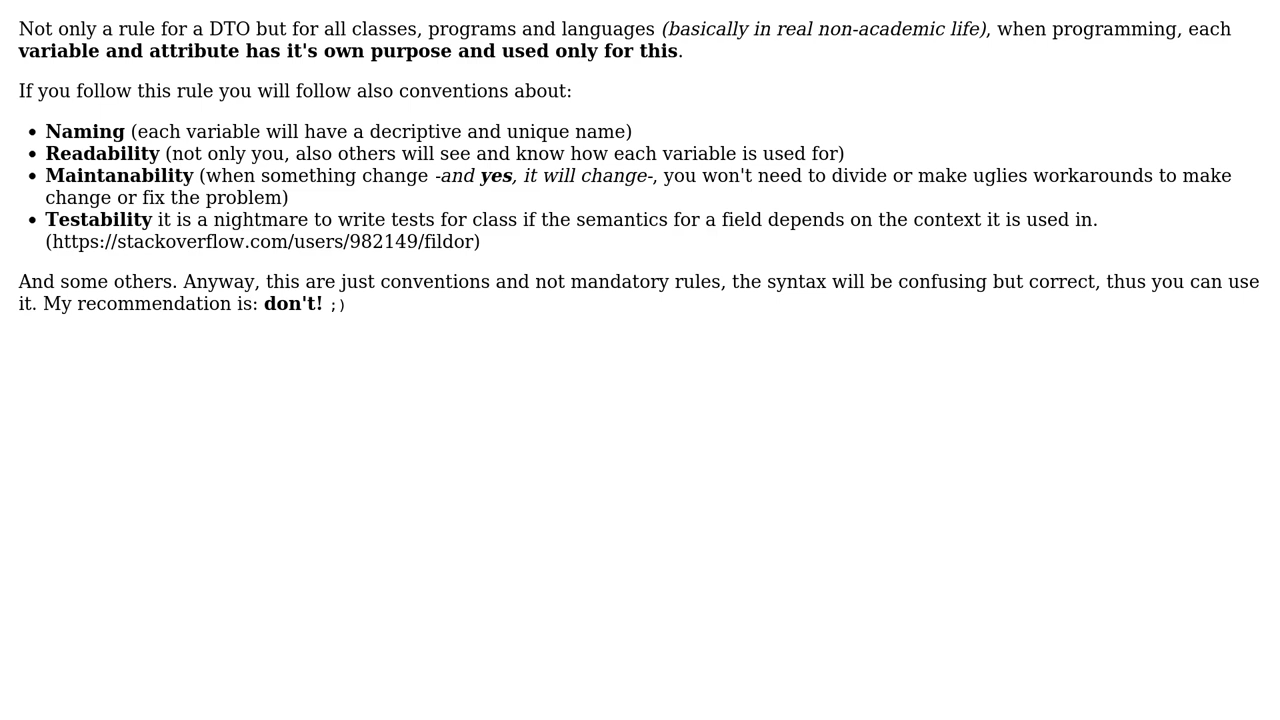 Not only a rule for a DTO but for all classes, programs and languages (basically in real non-academic life), when programming, each
variable and attribute has it's own purpose and used only for this.
If you follow this rule you will follow also conventions about:
• Naming (each variable will have a decriptive and unique name)
• Readability (not only you, also others will see and know how each variable is used for)
• Maintanability (when something change -and yes, it will change-, you won't need to divide or make uglies workarounds to make
change or fix the problem)
• Testability it is a nightmare to write tests for class if the semantics for a field depends on the context it is used in.
(https://stackoverflow.com/users/982149/fildor)
And some others. Anyway, this are just conventions and not mandatory rules, the syntax will be confusing but correct, thus you can use
it. My recommendation is: don't! ;)